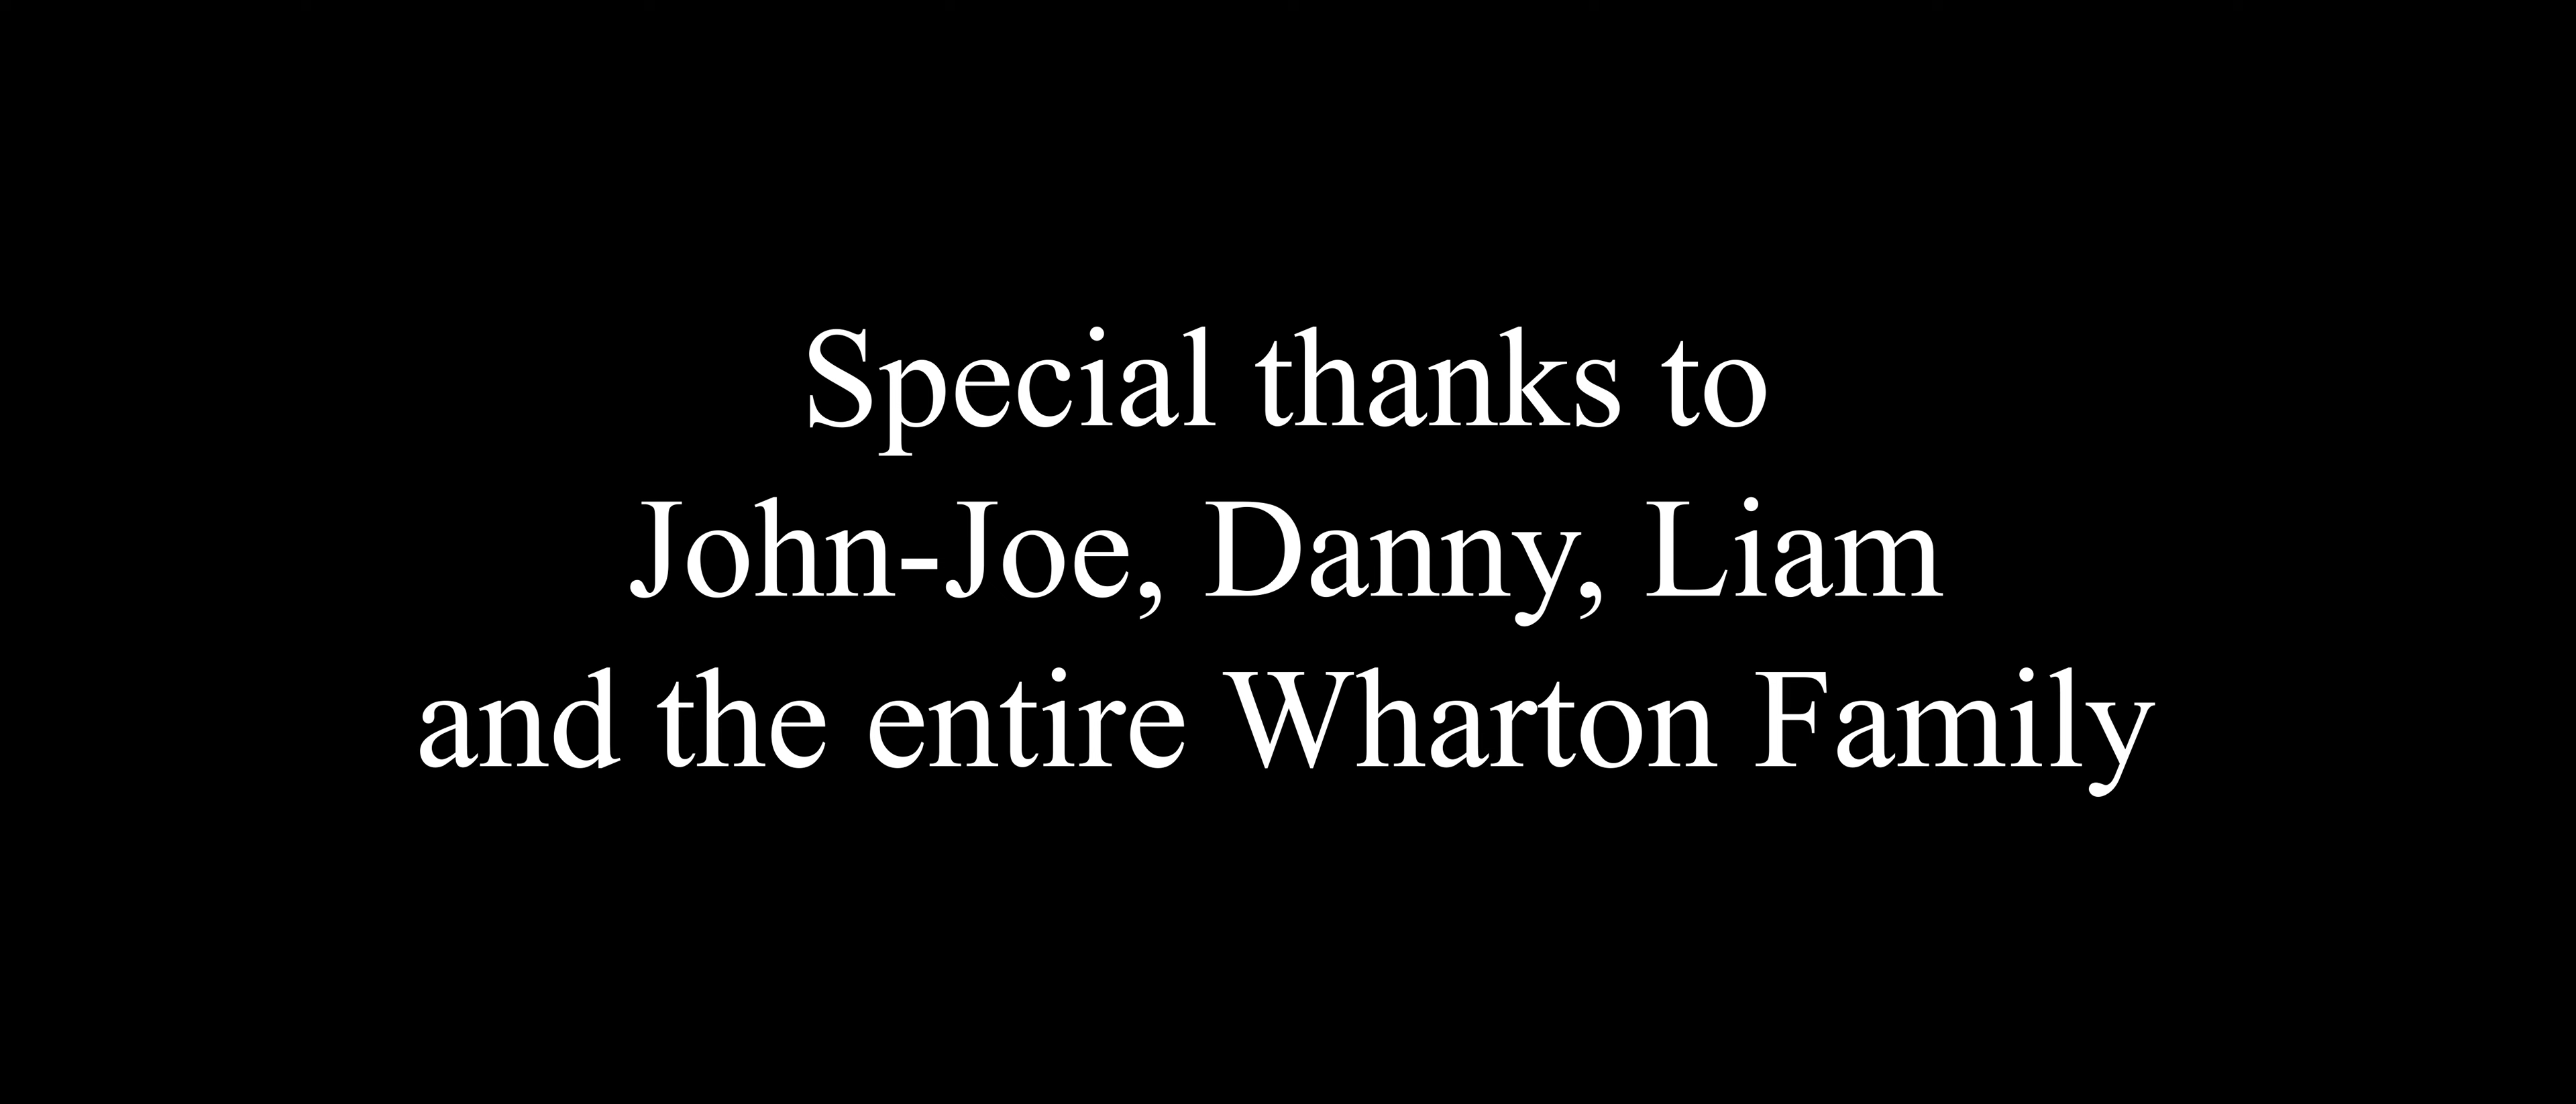 Special thanks to
John-Joe, Danny, Liam
and the entire Wharton Family